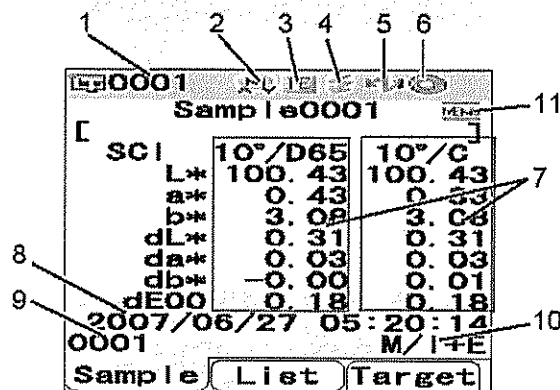 1 2 3 4 5 6
0001
Sample0001
11
[ ]
SCI 10°/D65 10°/C
L* 100.43 100.43
a* 0.43 0.33
b* 3.08 3.08
7
dL* 0.31 0.31
da* 0.03 0.03
8 db* -0.00 0.01
dE00 0.18 0.18
9 2007/06/27 05:20:14 10
0001 M/I+E
Sample List Target